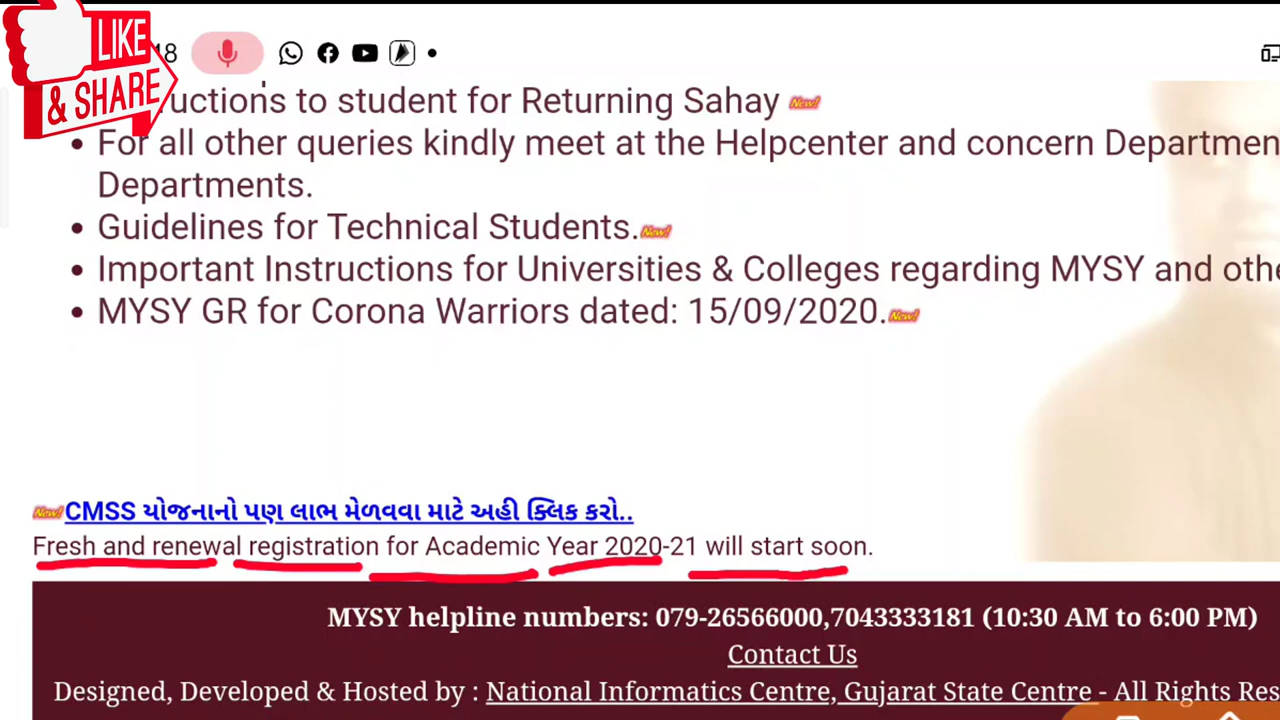 LIKE
& SHARE
48
ructions to student for Returning Sahay New!
For all other queries kindly meet at the Helpcenter and concern Departmen
Departments.
Guidelines for Technical Students. New!
Important Instructions for Universities & Colleges regarding MYSY and othe
MYSY GR for Corona Warriors dated: 15/09/2020. New!
New! CMSS યોજનાનો પણ લાભ મેળવવા માટે અહી ક્લિક કરો..
Fresh and renewal registration for Academic Year 2020-21 will start soon.
MYSY helpline numbers: 079-26566000,7043333181 (10:30 AM to 6:00 PM)
Contact Us
Designed, Developed & Hosted by : National Informatics Centre, Gujarat State Centre - All Rights Res